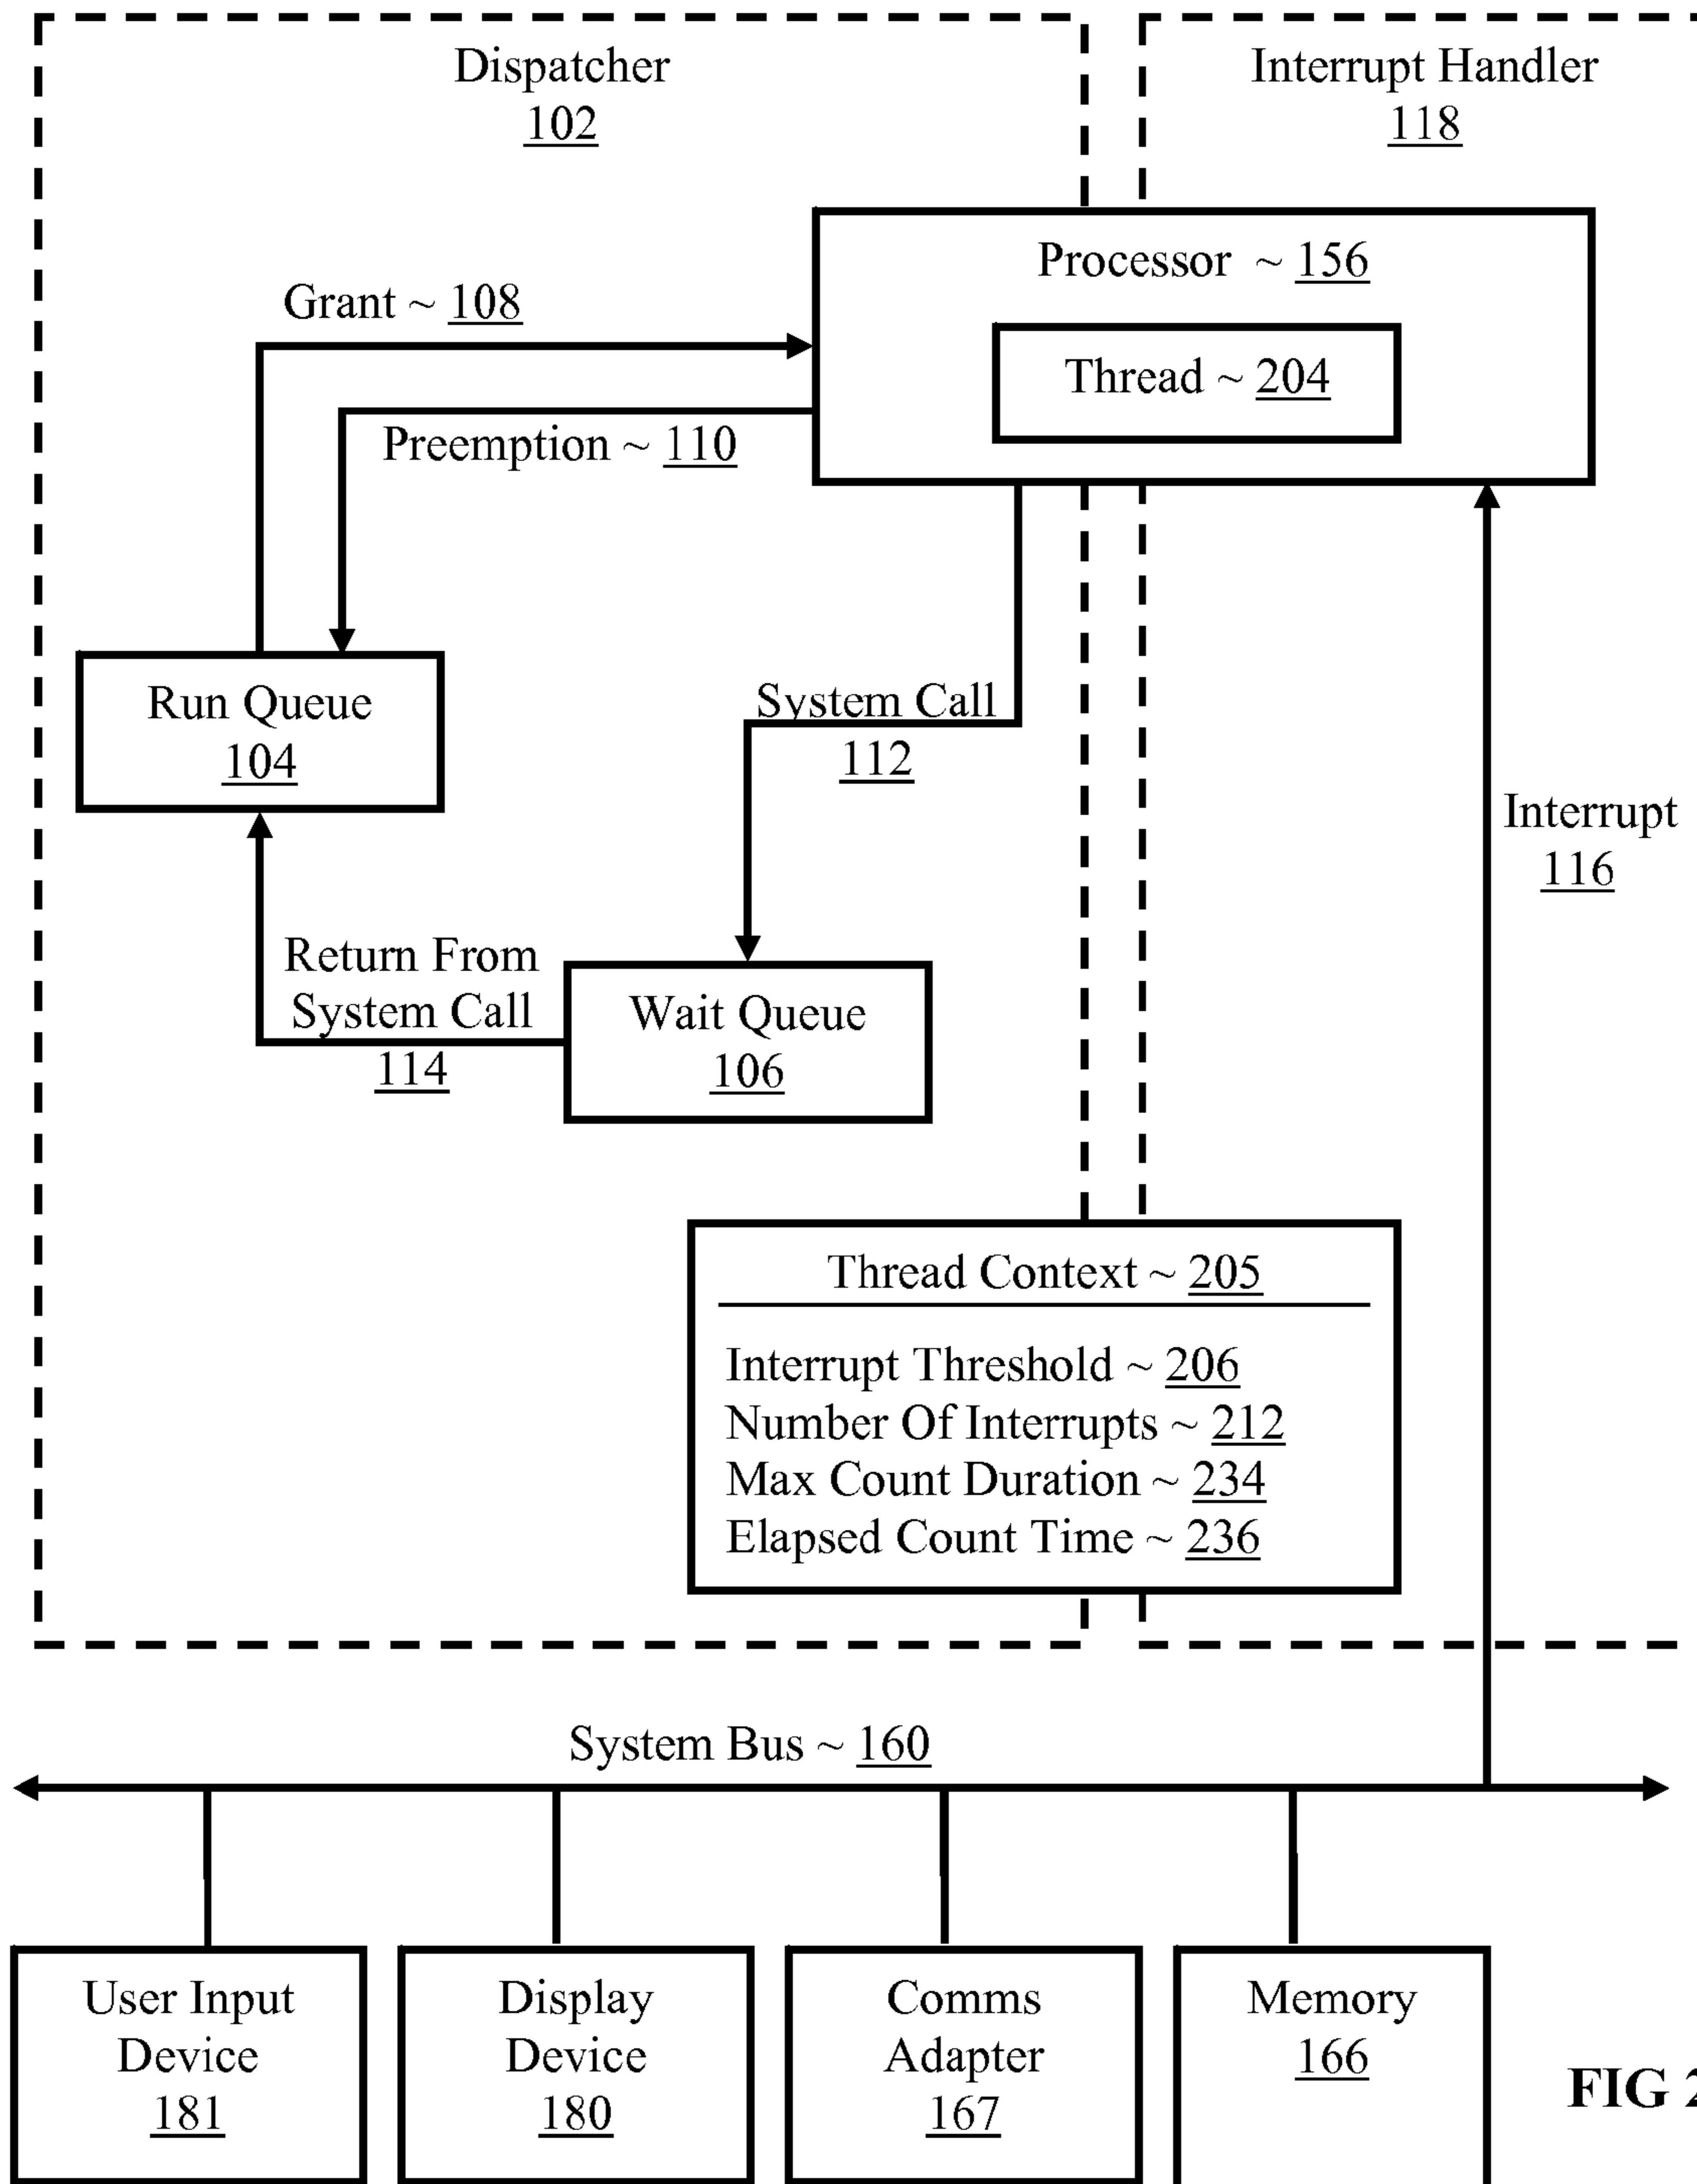 Dispatcher
102
Interrupt Handler
118
Processor ~ 156
Thread ~ 204
Grant ~ 108
Preemption ~ 110
Run Queue
104
System Call
112
Interrupt
116
Return From
System Call
114
Wait Queue
106
Thread Context ~ 205
Interrupt Threshold ~ 206
Number Of Interrupts ~ 212
Max Count Duration ~ 234
Elapsed Count Time ~ 236
System Bus ~ 160
User Input
Device
181
Display
Device
180
Comms
Adapter
167
Memory
166
FIG 2